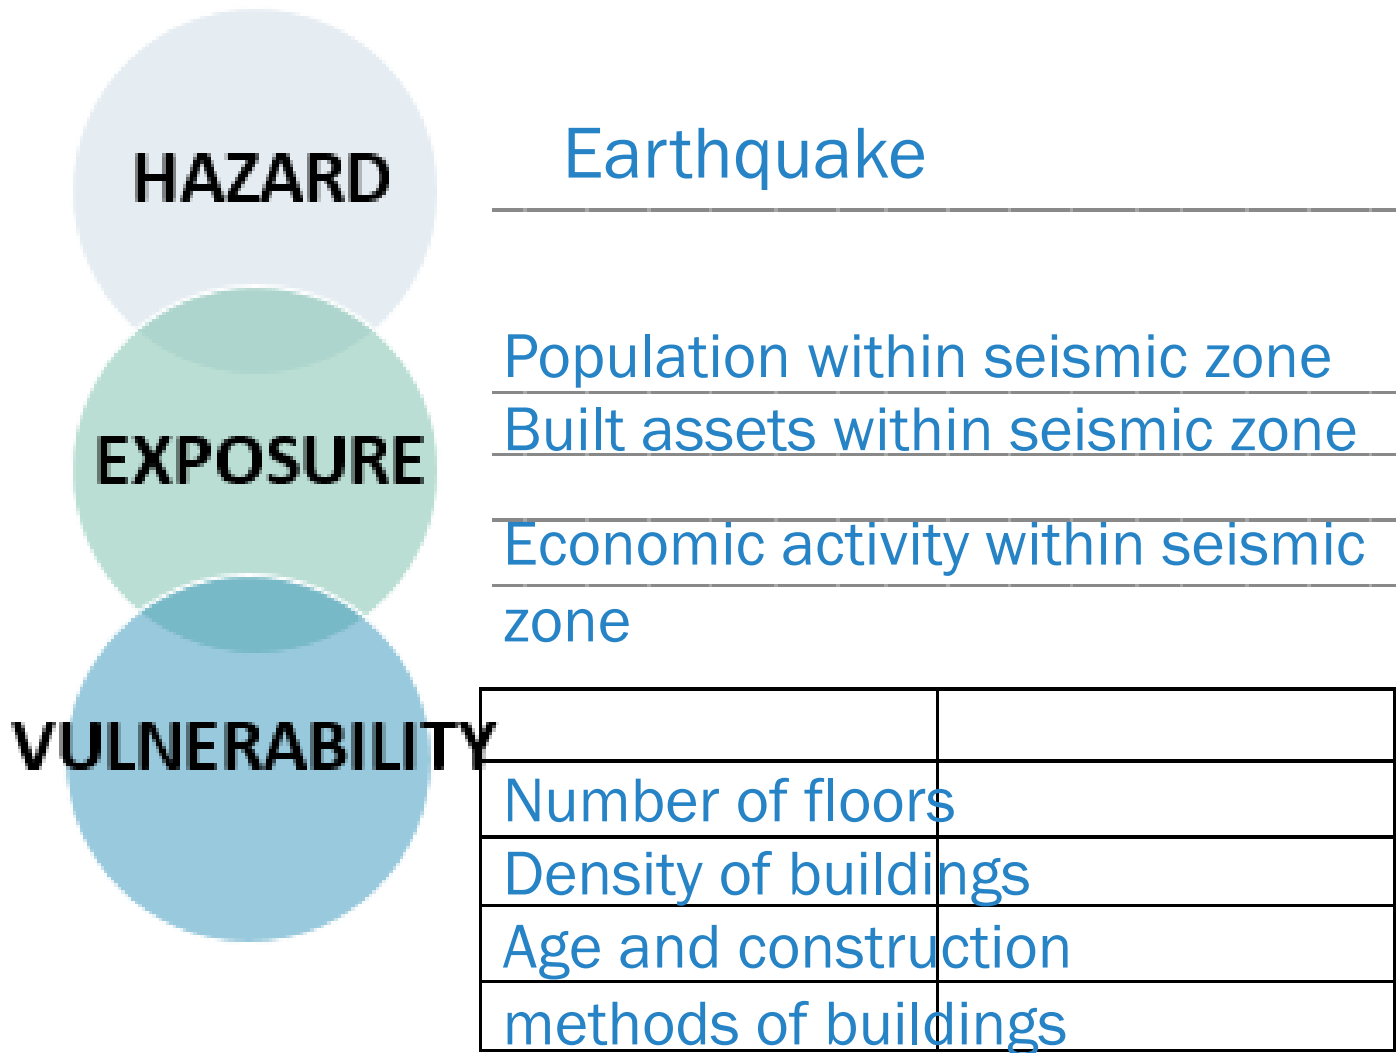 HAZARD
Earthquake
EXPOSURE
Population within seismic zone
Built assets within seismic zone
Economic activity within seismic
zone
VULNERABILITY
Number of floors
Density of buildings
Age and construction
methods of buildings